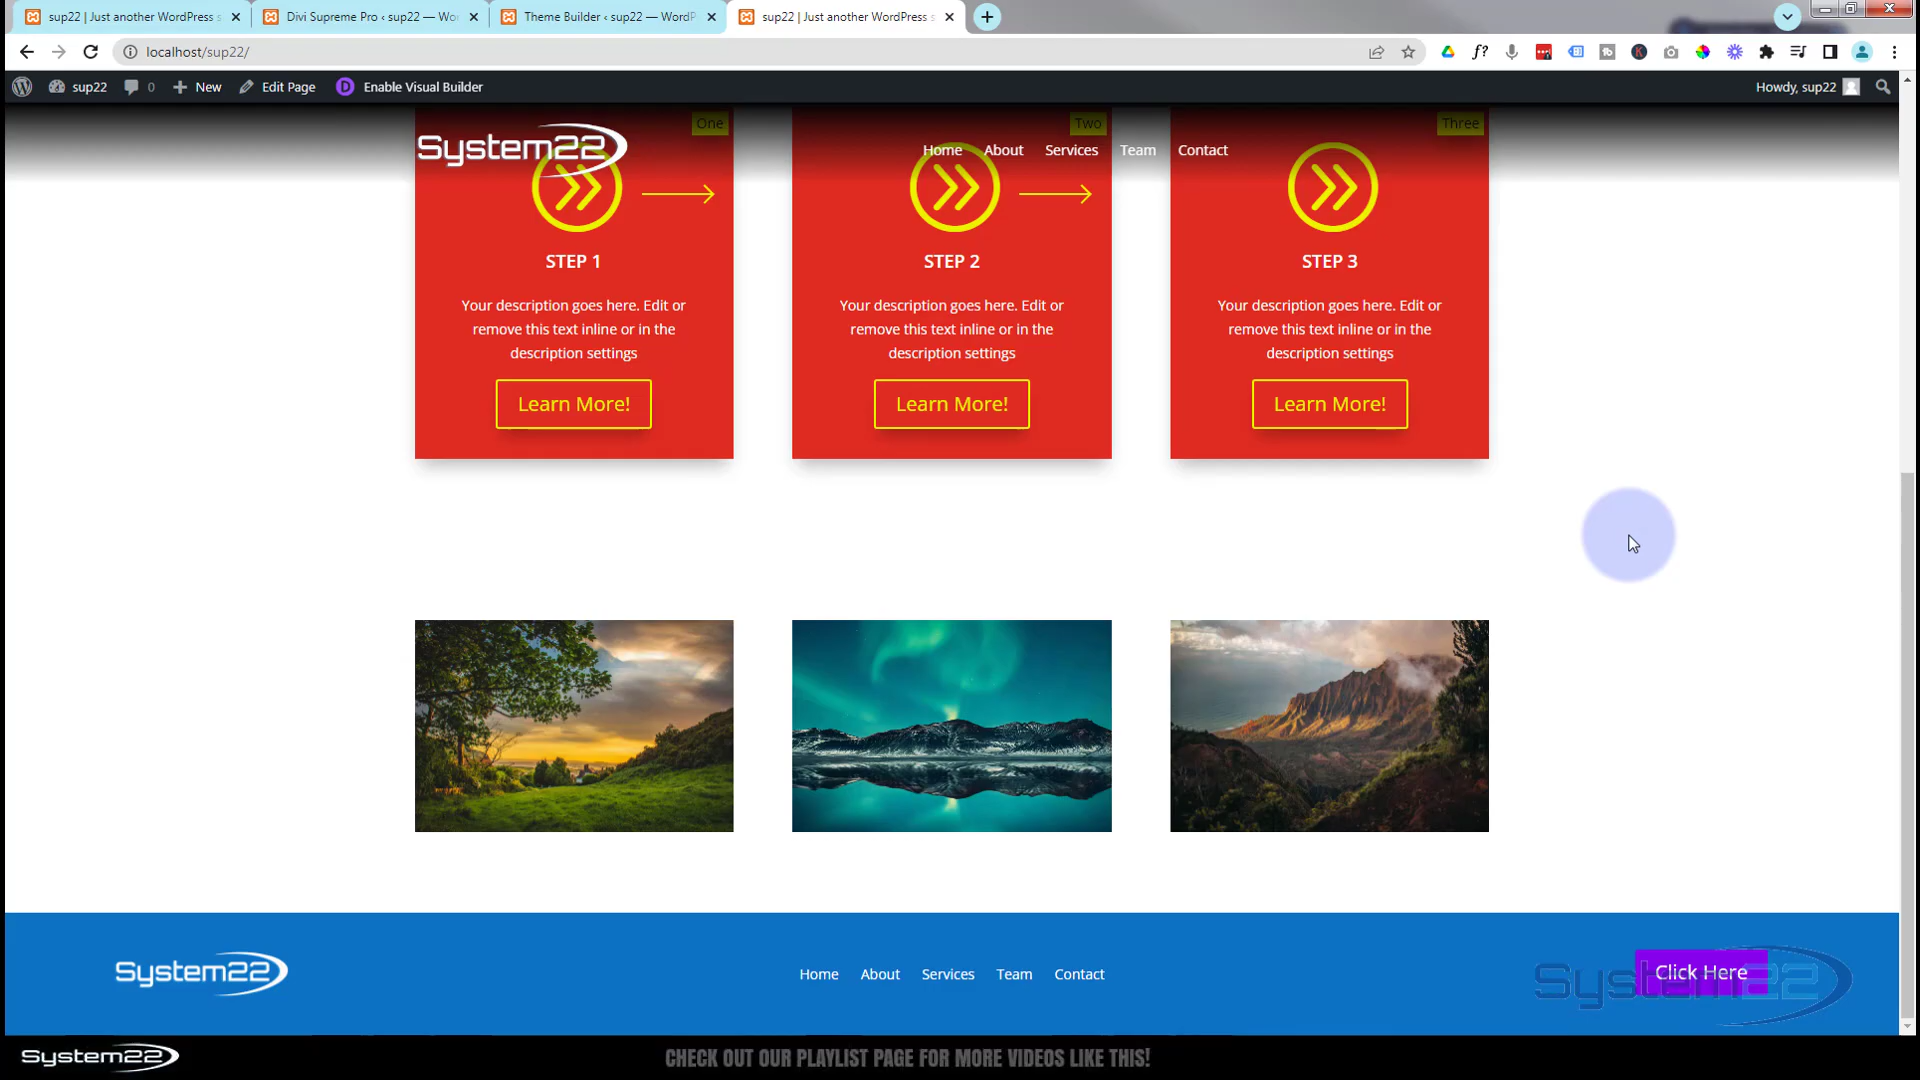 sup22 | Just another WordPress s
Divi Supreme Pro ‹ sup22 — Wo
Theme Builder ‹ sup22 — WordP
sup22 | Just another WordPress s
localhost/sup22/
sup22
0
New
Edit Page
Enable Visual Builder
Howdy, sup22
System22
Home
About
Services
Team
Contact
One
Two
Three
STEP 1
Your description goes here. Edit or
remove this text inline or in the
description settings
Learn More!
STEP 2
Your description goes here. Edit or
remove this text inline or in the
description settings
Learn More!
STEP 3
Your description goes here. Edit or
remove this text inline or in the
description settings
Learn More!
System22
Home
About
Services
Team
Contact
Click Here
System22
System22
CHECK OUT OUR PLAYLIST PAGE FOR MORE VIDEOS LIKE THIS!